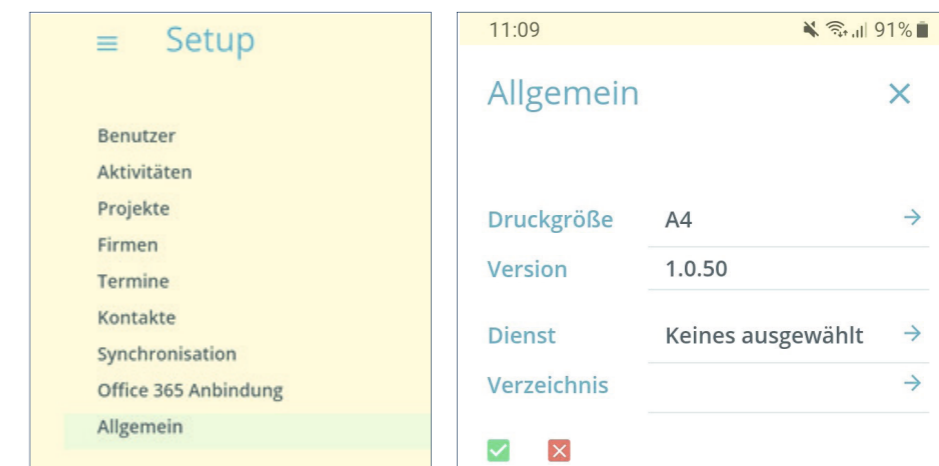 Setup
Benutzer
Aktivitäten
Projekte
Firmen
Termine
Kontakte
Synchronisation
Office 365 Anbindung
Allgemein
11:09 91%
Allgemein
Druckgröße A4
Version 1.0.50
Dienst Keines ausgewählt
Verzeichnis